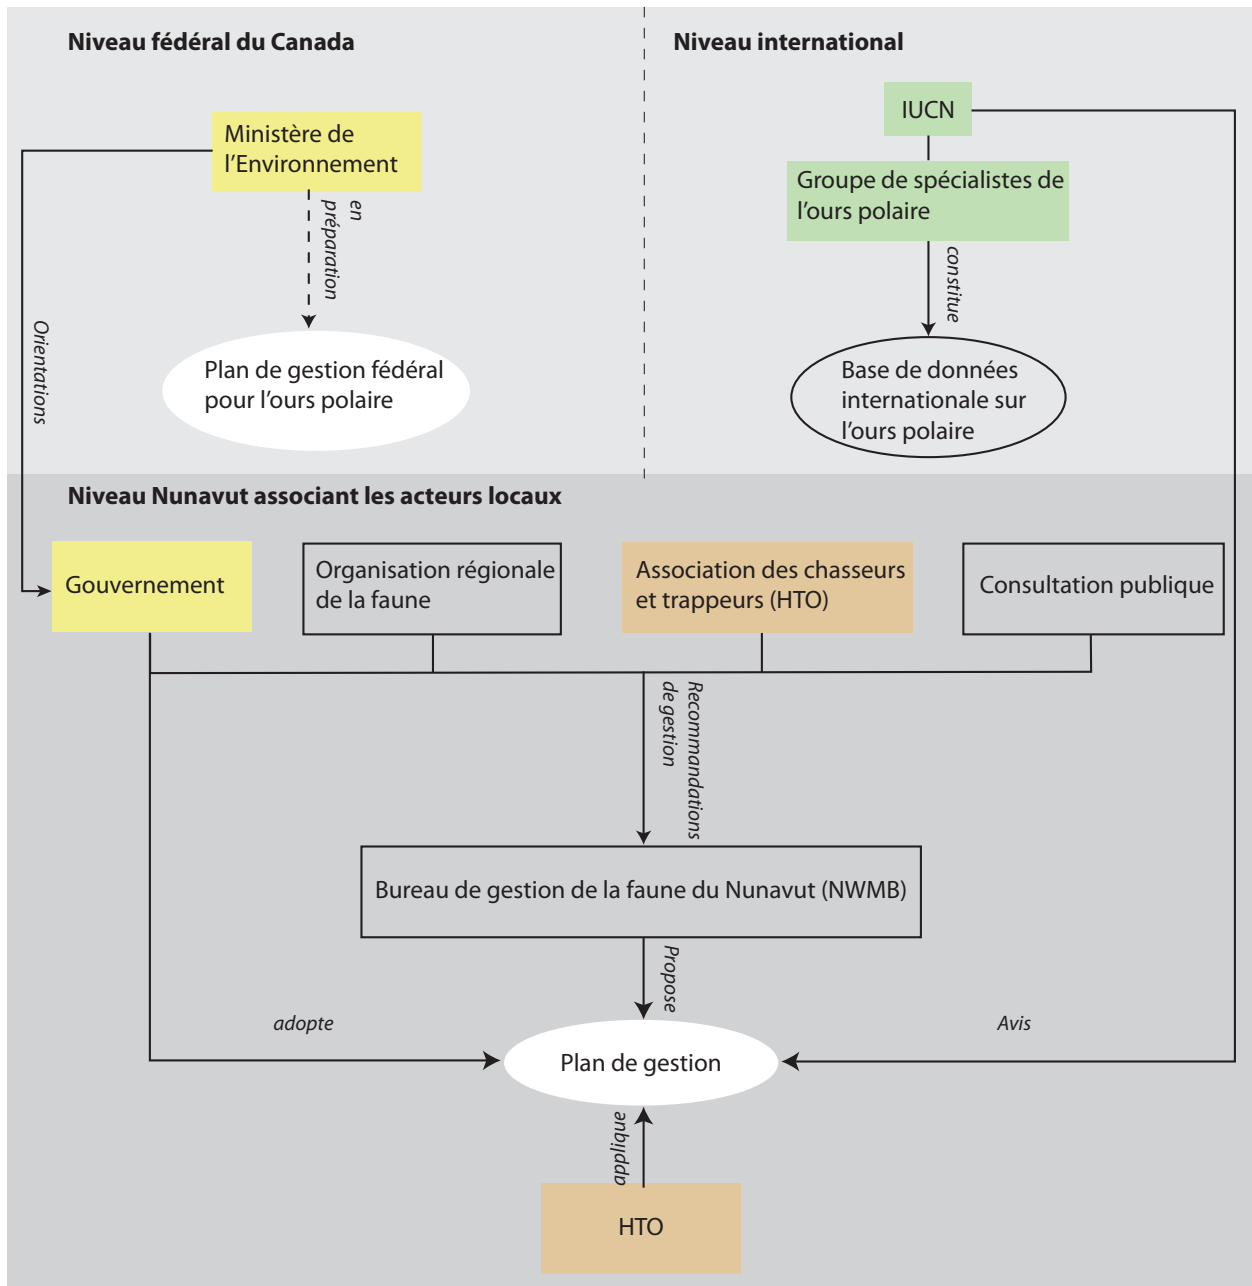 Niveau fédéral du Canada
Niveau international
Ministère de
l'Environnement
en
préparation
Orientations
Plan de gestion fédéral
pour l'ours polaire
IUCN
Groupe de spécialistes de
l'ours polaire
constitue
Base de données
internationale sur
l'ours polaire
Niveau Nunavut associant les acteurs locaux
Gouvernement
Organisation régionale
de la faune
Association des chasseurs
et trappeurs (HTO)
Consultation publique
Recommandations
de gestion
Bureau de gestion de la faune du Nunavut (NWMB)
Propose
adopte
Avis
Plan de gestion
applique
HTO